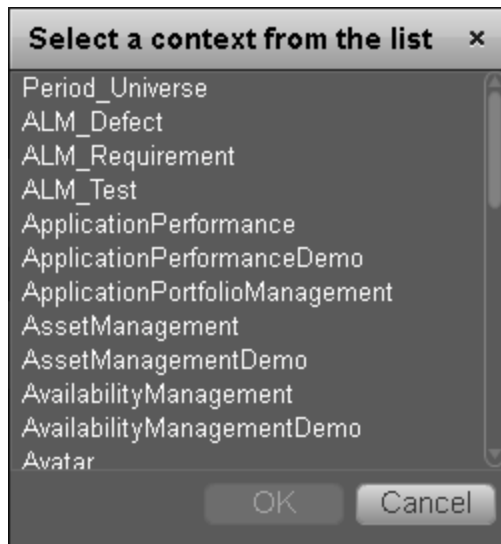 Select a context from the list ×
Period_Universe
ALM_Defect
ALM_Requirement
ALM_Test
ApplicationPerformance
ApplicationPerformanceDemo
ApplicationPortfolioManagement
AssetManagement
AssetManagementDemo
AvailabilityManagement
AvailabilityManagementDemo
Avatar
OK Cancel